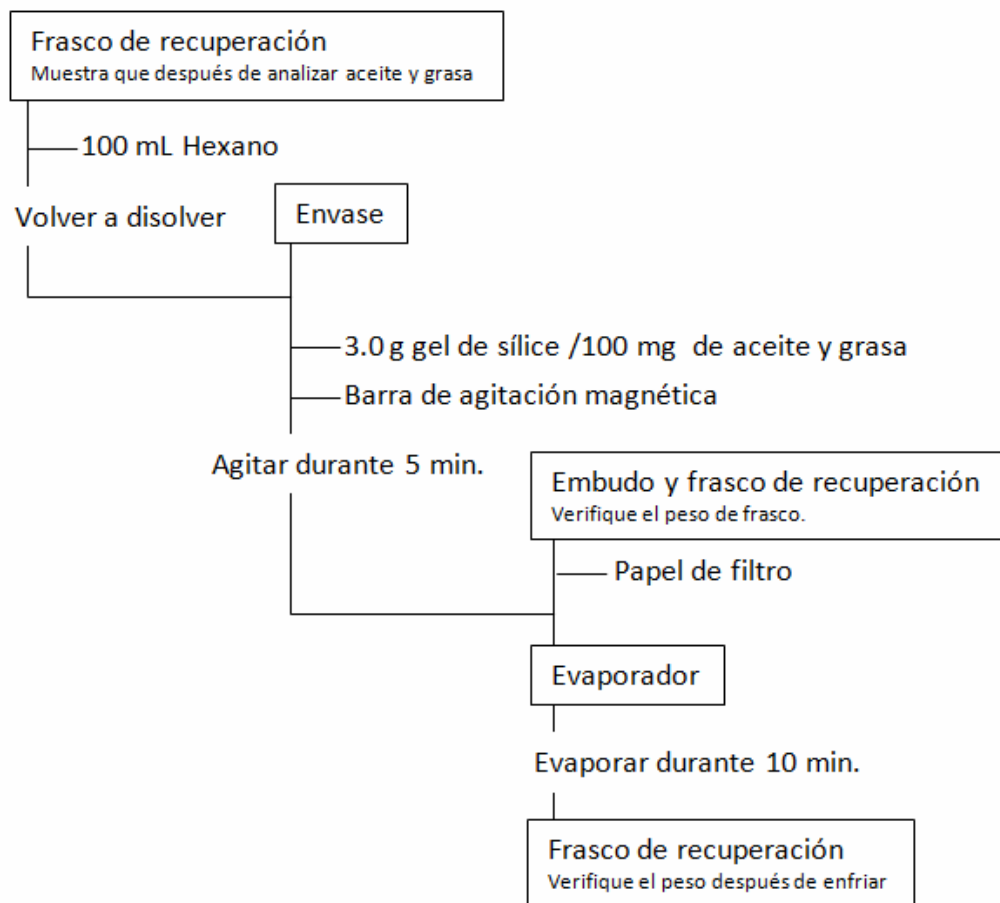 Frasco de recuperación
Muestra que después de analizar aceite y grasa
100 mL Hexano
Volver a disolver
Envase
3.0 g gel de sílice /100 mg de aceite y grasa
Barra de agitación magnética
Agitar durante 5 min.
Embudo y frasco de recuperación
Verifique el peso de frasco.
Papel de filtro
Evaporador
Evaporar durante 10 min.
Frasco de recuperación
Verifique el peso después de enfriar